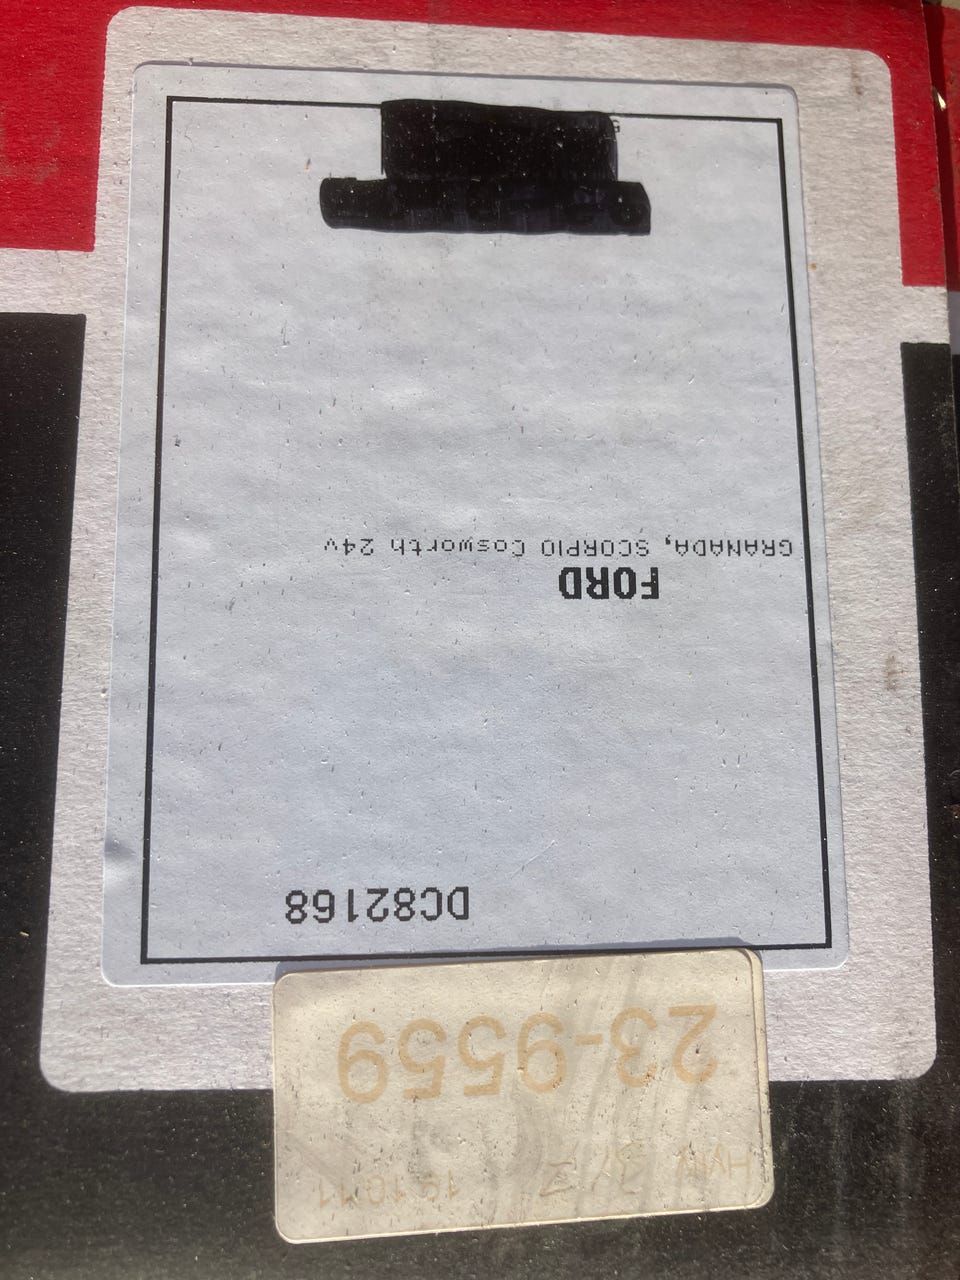 23-9559
DC82168
FORD
GRANADA, SCORPIO Cosworth 24v